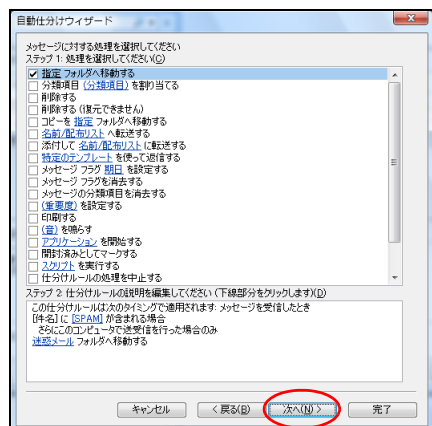 自動仕分けウィザード
メッセージに対する処理を選択してください
ステップ 1: 処理を選択してください(C)
指定 フォルダへ移動する
分類項目 (分類項目) を割り当てる
削除する
削除する (復元できません)
コピーを 指定 フォルダへ移動する
名前/配布リスト へ転送する
添付して 名前/配布リスト に転送する
特定のテンプレート を使って返信する
メッセージ フラグ 期日 を設定する
メッセージ フラグを消去する
メッセージの分類項目を消去する
(重要度) を設定する
印刷する
(音) を鳴らす
アプリケーション を開始する
開封済みとしてマークする
スクリプト を実行する
仕分けルールの処理を中止する
ステップ 2: 仕分けルールの説明を編集してください (下線部分をクリックします)(D)
この仕分けルールは次のタイミングで適用されます: メッセージを受信したとき
[件名] に [SPAM] が含まれる場合
さらにこのコンピュータで送受信を行った場合のみ
迷惑メール フォルダへ移動する
キャンセル < 戻る(B) 次へ(N) > 完了